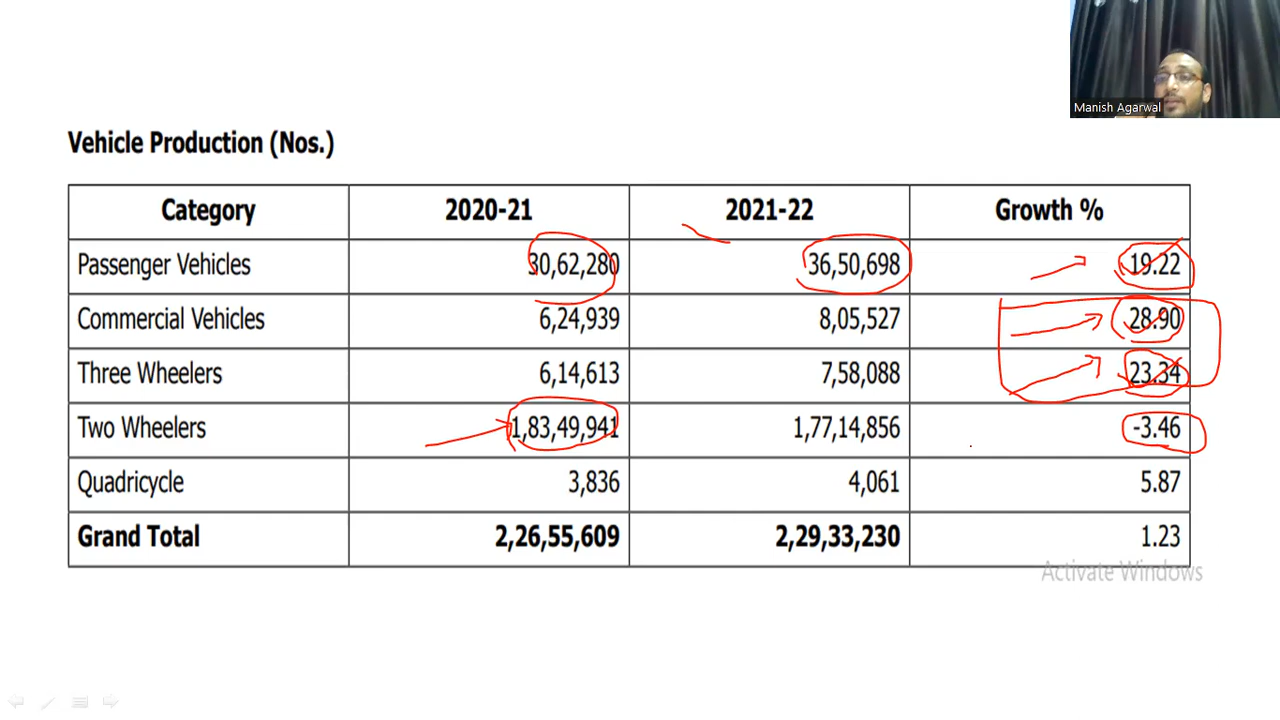 Manish Agarwal
Vehicle Production (Nos.)
Category 2020-21 2021-22 Growth %
Passenger Vehicles 30,62,280 36,50,698 19.22
Commercial Vehicles 6,24,939 8,05,527 28.90
Three Wheelers 6,14,613 7,58,088 23.34
Two Wheelers 1,83,49,941 1,77,14,856 -3.46
Quadricycle 3,836 4,061 5.87
Grand Total 2,26,55,609 2,29,33,230 1.23
Activate Windows